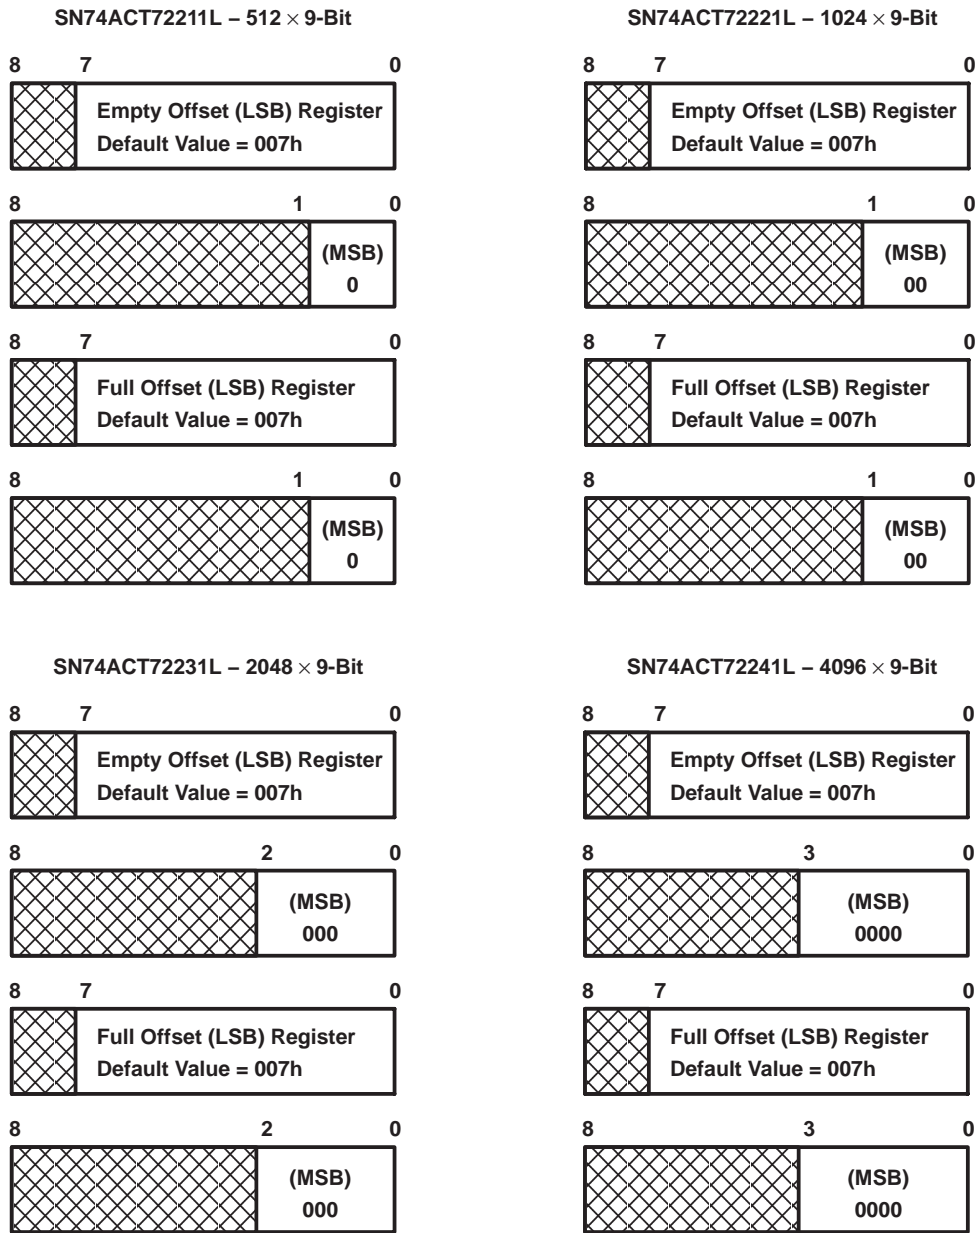 SN74ACT72211L – 512 × 9-Bit
8 7 0
Empty Offset (LSB) Register
Default Value = 007h
8 1 0
(MSB)
0
8 7 0
Full Offset (LSB) Register
Default Value = 007h
8 1 0
(MSB)
0
SN74ACT72221L – 1024 × 9-Bit
8 7 0
Empty Offset (LSB) Register
Default Value = 007h
8 1 0
(MSB)
00
8 7 0
Full Offset (LSB) Register
Default Value = 007h
8 1 0
(MSB)
00
SN74ACT72231L – 2048 × 9-Bit
8 7 0
Empty Offset (LSB) Register
Default Value = 007h
8 2 0
(MSB)
000
8 7 0
Full Offset (LSB) Register
Default Value = 007h
8 2 0
(MSB)
000
SN74ACT72241L – 4096 × 9-Bit
8 7 0
Empty Offset (LSB) Register
Default Value = 007h
8 3 0
(MSB)
0000
8 7 0
Full Offset (LSB) Register
Default Value = 007h
8 3 0
(MSB)
0000